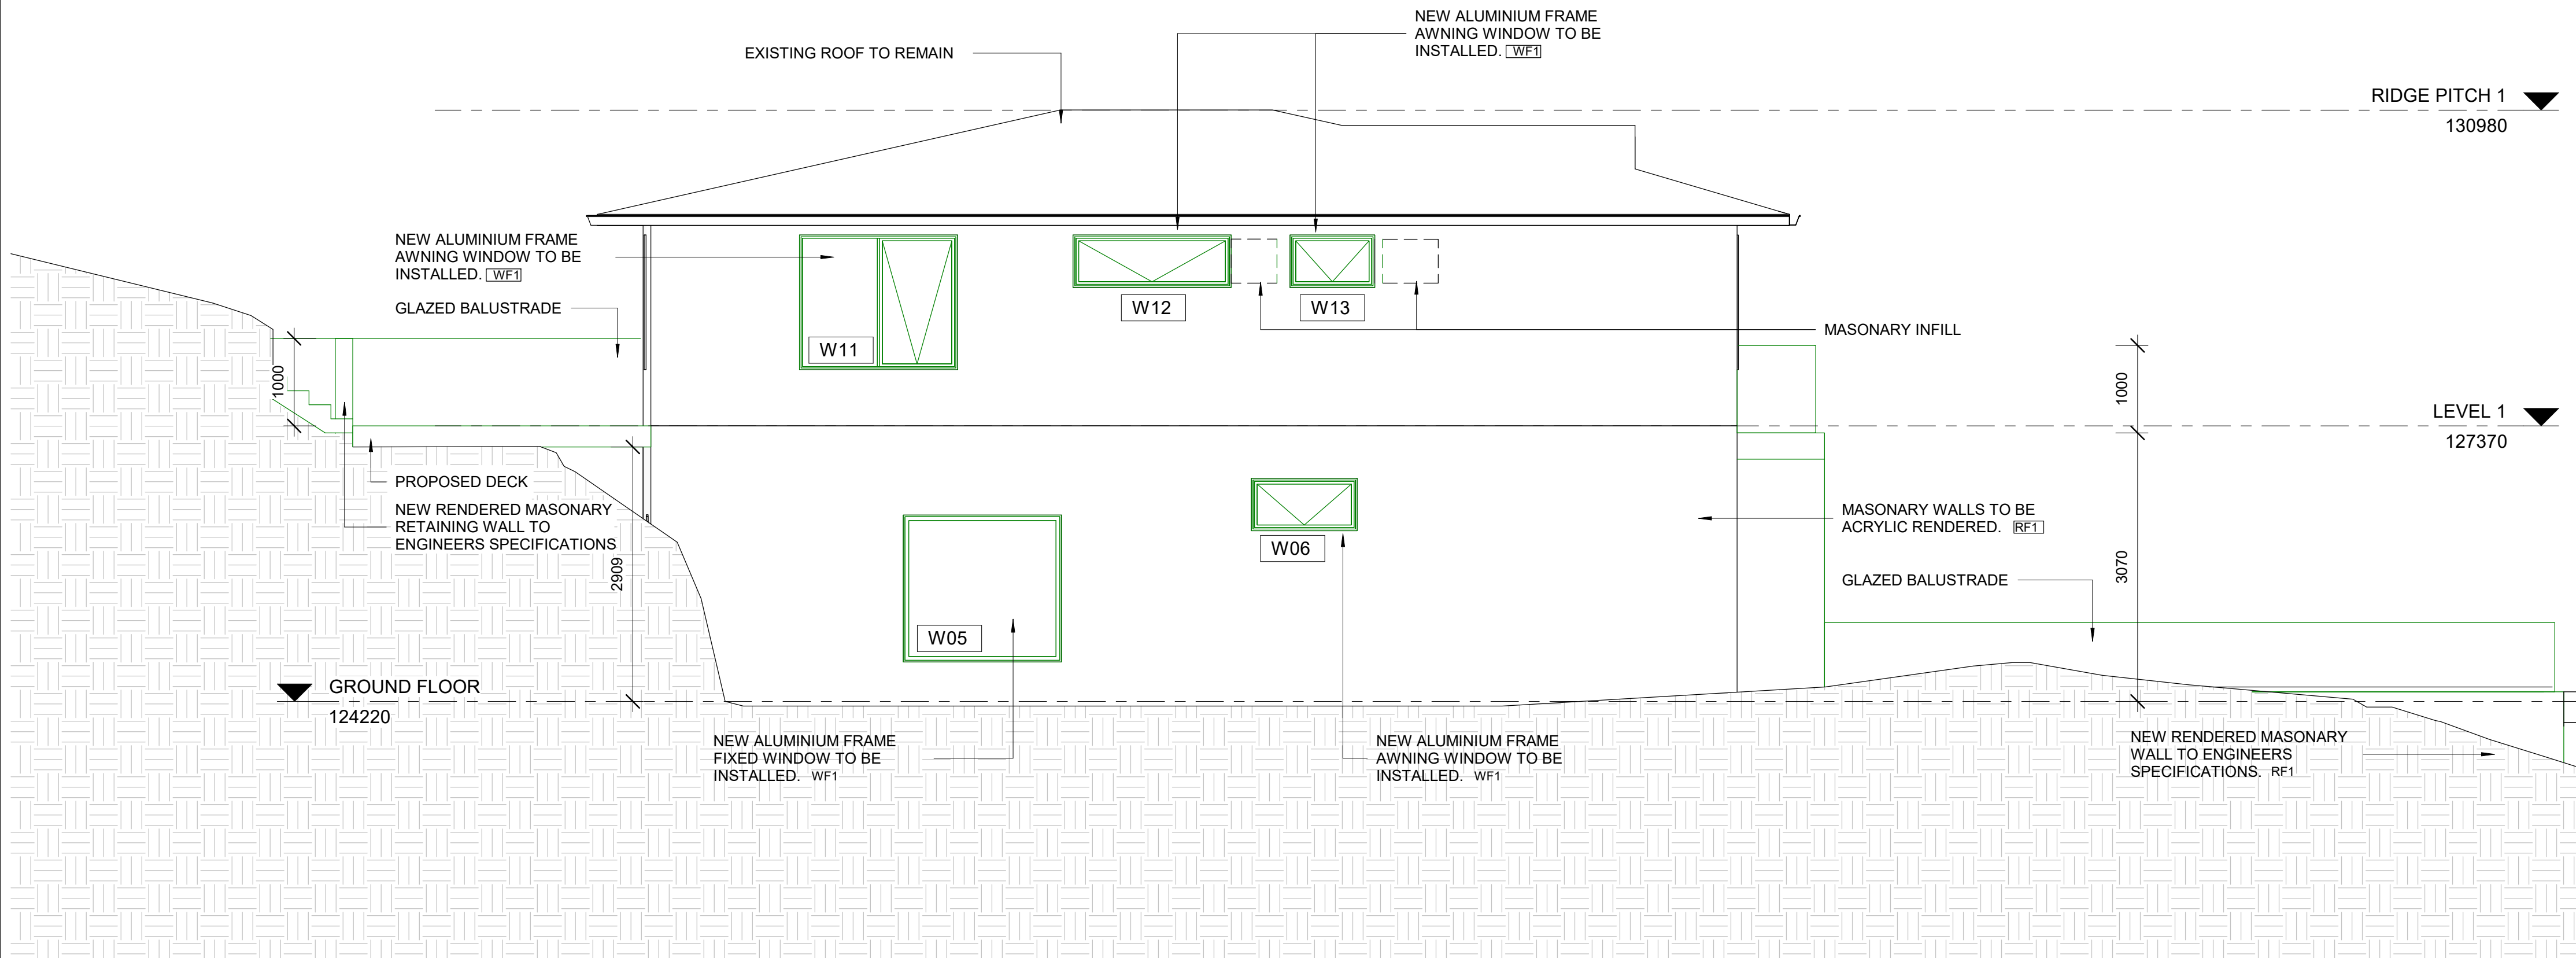 NEW ALUMINIUM FRAME
AWNING WINDOW TO BE
INSTALLED. WF1
EXISTING ROOF TO REMAIN
RIDGE PITCH 1
130980
NEW ALUMINIUM FRAME
AWNING WINDOW TO BE
INSTALLED. WF1
GLAZED BALUSTRADE
W12
W13
MASONARY INFILL
W11
1000
1000
LEVEL 1
127370
PROPOSED DECK
NEW RENDERED MASONARY
RETAINING WALL TO
ENGINEERS SPECIFICATIONS
MASONARY WALLS TO BE
ACRYLIC RENDERED. RF1
W06
2909
3070
GLAZED BALUSTRADE
W05
GROUND FLOOR
124220
NEW ALUMINIUM FRAME
FIXED WINDOW TO BE
INSTALLED. WF1
NEW ALUMINIUM FRAME
AWNING WINDOW TO BE
INSTALLED. WF1
NEW RENDERED MASONARY
WALL TO ENGINEERS
SPECIFICATIONS. RF1